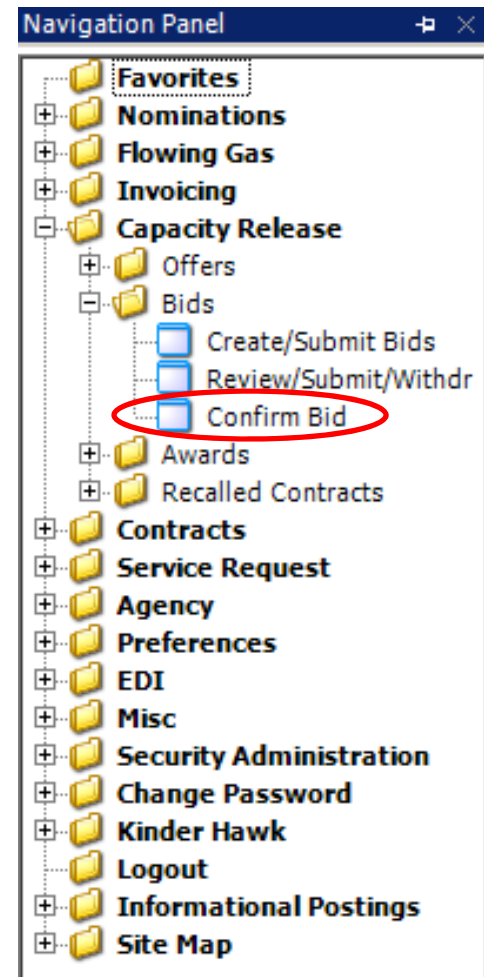 Navigation Panel
Favorites
Nominations
Flowing Gas
Invoicing
Capacity Release
Offers
Bids
Create/Submit Bids
Review/Submit/Withdr
Confirm Bid
Awards
Recalled Contracts
Contracts
Service Request
Agency
Preferences
EDI
Misc
Security Administration
Change Password
Kinder Hawk
Logout
Informational Postings
Site Map